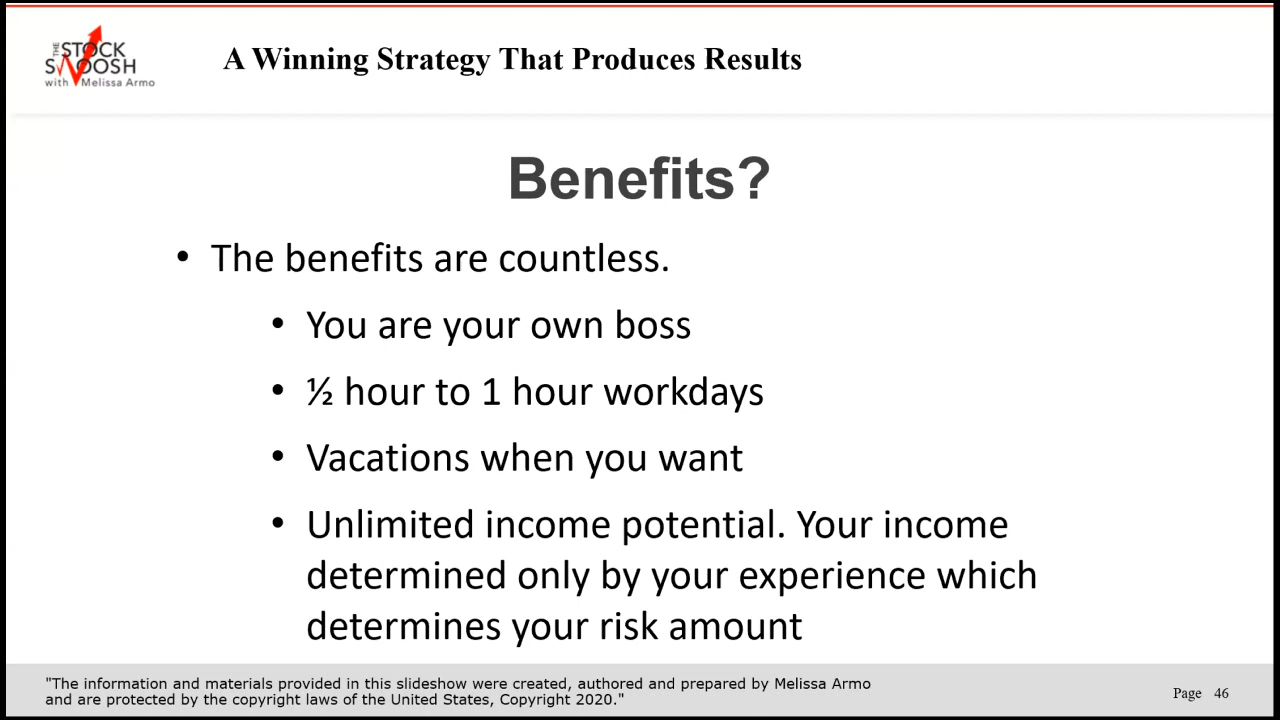 THE STOCK
SWOOSH
with Melissa Armo
A Winning Strategy That Produces Results
Benefits?
• The benefits are countless.
• You are your own boss
• ½ hour to 1 hour workdays
• Vacations when you want
• Unlimited income potential. Your income
determined only by your experience which
determines your risk amount
"The information and materials provided in this slideshow were created, authored and prepared by Melissa Armo
and are protected by the copyright laws of the United States, Copyright 2020."
Page 46